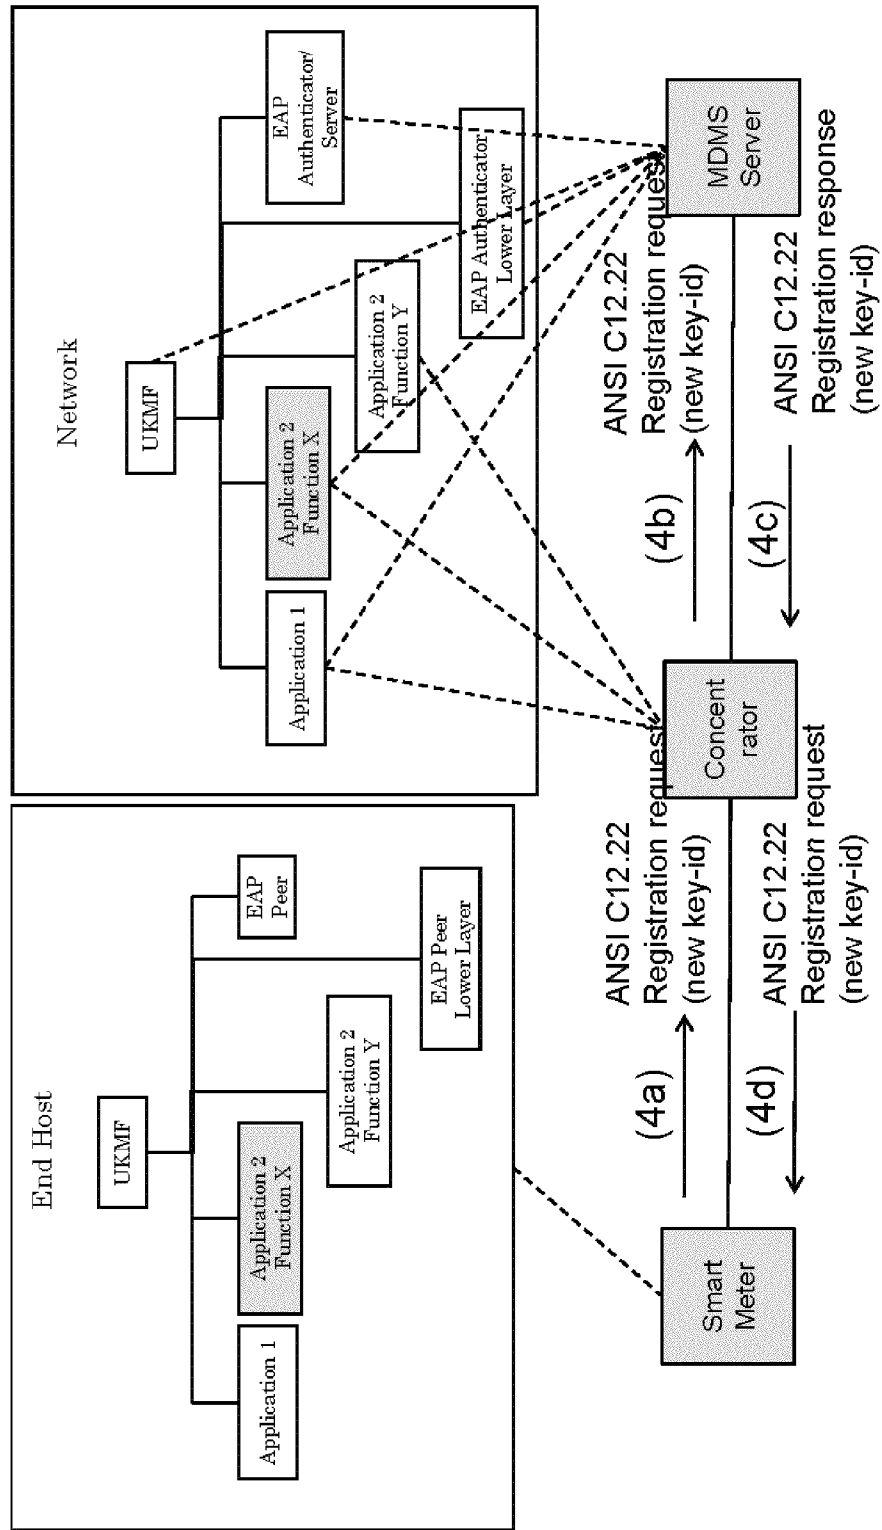 End Host
UKMF
Application 1
Application 2
Function X
Application 2
Function Y
EAP
Peer
EAP Peer
Lower Layer
Network
UKMF
Application 1
Application 2
Function X
Application 2
Function Y
EAP
Authenticator/
Server
EAP Authenticator
Lower Layer
ANSI C12.22
Registration request
(new key-id)
(4a)
ANSI C12.22
Registration request
(new key-id)
(4b)
Smart
Meter
Concent
rator
MDMS
Server
(4d)
ANSI C12.22
Registration request
(new key-id)
(4c)
ANSI C12.22
Registration response
(new key-id)